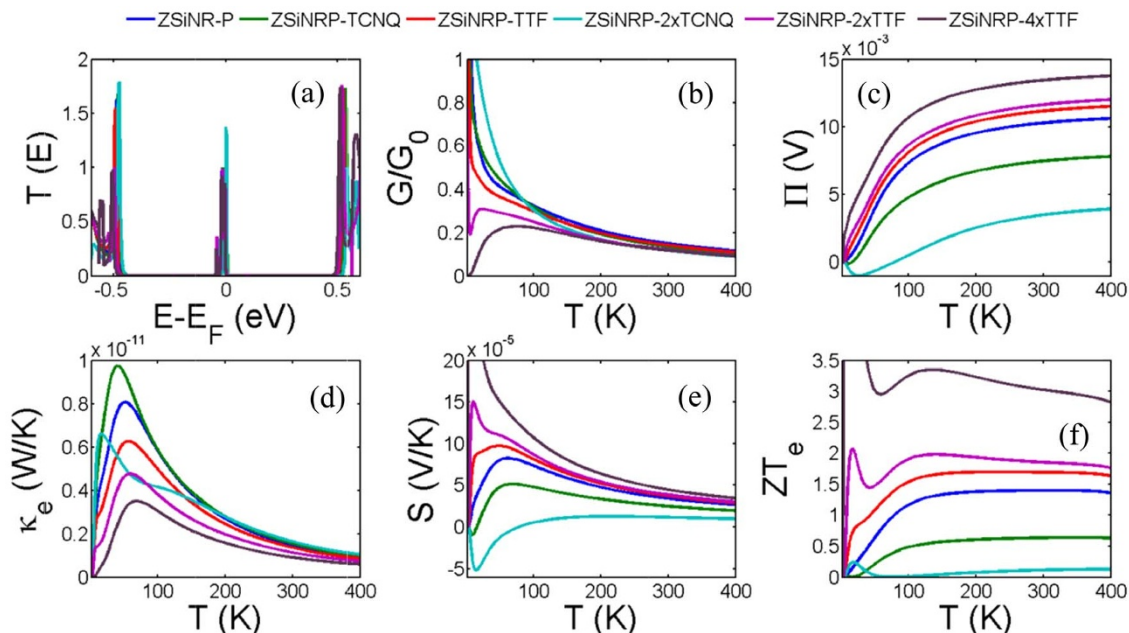 ZSiNR-P ZSiNRP-TCNQ ZSiNRP-TTF ZSiNRP-2xTCNQ ZSiNRP-2xTTF ZSiNRP-4xTTF
(a)
T (E)
2
1.5
1
0.5
0
-0.5 0 0.5
E-E_F (eV)
(b)
G/G_0
1
0.8
0.6
0.4
0.2
0
100 200 300 400
T (K)
x 10^-3
(c)
Π (V)
15
10
5
0
100 200 300 400
T (K)
x 10^-11
(d)
κ_e (W/K)
1
0.8
0.6
0.4
0.2
0
100 200 300 400
T (K)
x 10^-5
(e)
S (V/K)
20
15
10
5
0
-5
100 200 300 400
T (K)
(f)
ZT_e
3.5
3
2.5
2
1.5
1
0.5
0
100 200 300 400
T (K)